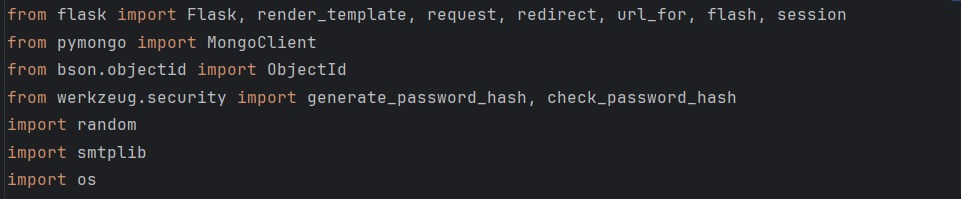 from flask import Flask, render_template, request, redirect, url_for, flash, session
from pymongo import MongoClient
from bson.objectid import ObjectId
from werkzeug.security import generate_password_hash, check_password_hash
import random
import smtplib
import os